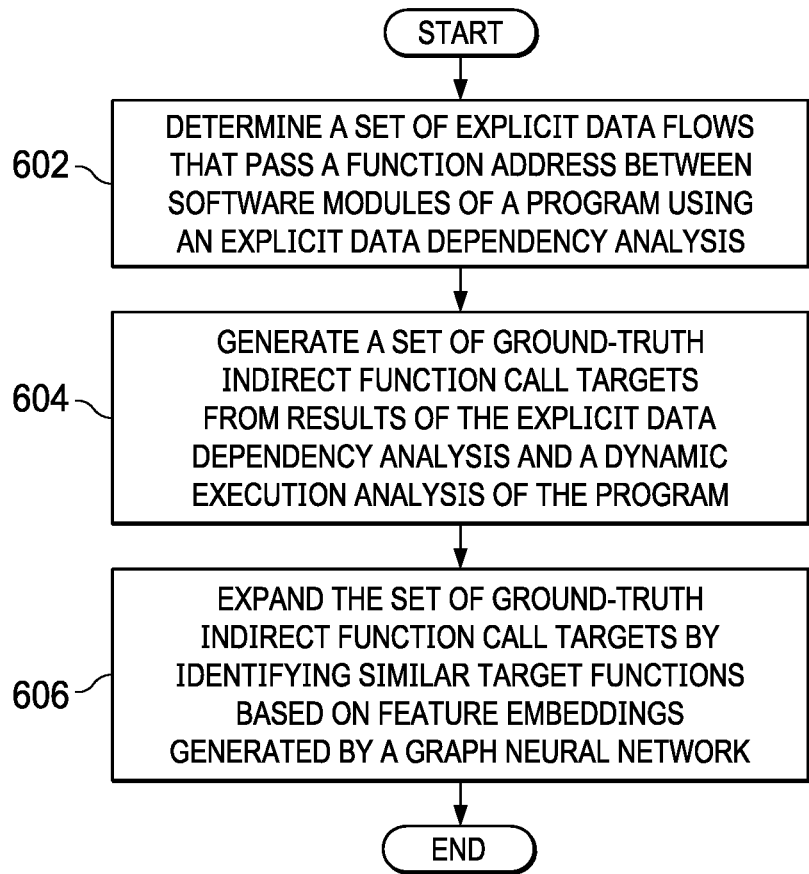 START
602
DETERMINE A SET OF EXPLICIT DATA FLOWS
THAT PASS A FUNCTION ADDRESS BETWEEN
SOFTWARE MODULES OF A PROGRAM USING
AN EXPLICIT DATA DEPENDENCY ANALYSIS
604
GENERATE A SET OF GROUND-TRUTH
INDIRECT FUNCTION CALL TARGETS
FROM RESULTS OF THE EXPLICIT DATA
DEPENDENCY ANALYSIS AND A DYNAMIC
EXECUTION ANALYSIS OF THE PROGRAM
606
EXPAND THE SET OF GROUND-TRUTH
INDIRECT FUNCTION CALL TARGETS BY
IDENTIFYING SIMILAR TARGET FUNCTIONS
BASED ON FEATURE EMBEDDINGS
GENERATED BY A GRAPH NEURAL NETWORK
END